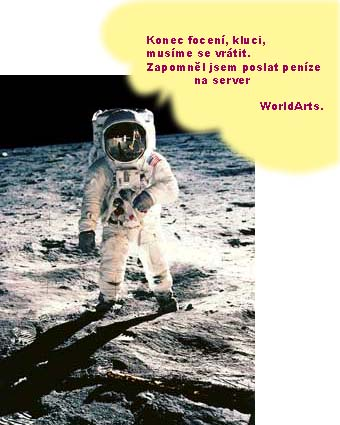 Konec focení, kluci,
musíme se vrátit.
Zapomněl jsem poslat peníze
na server
WorldArts.